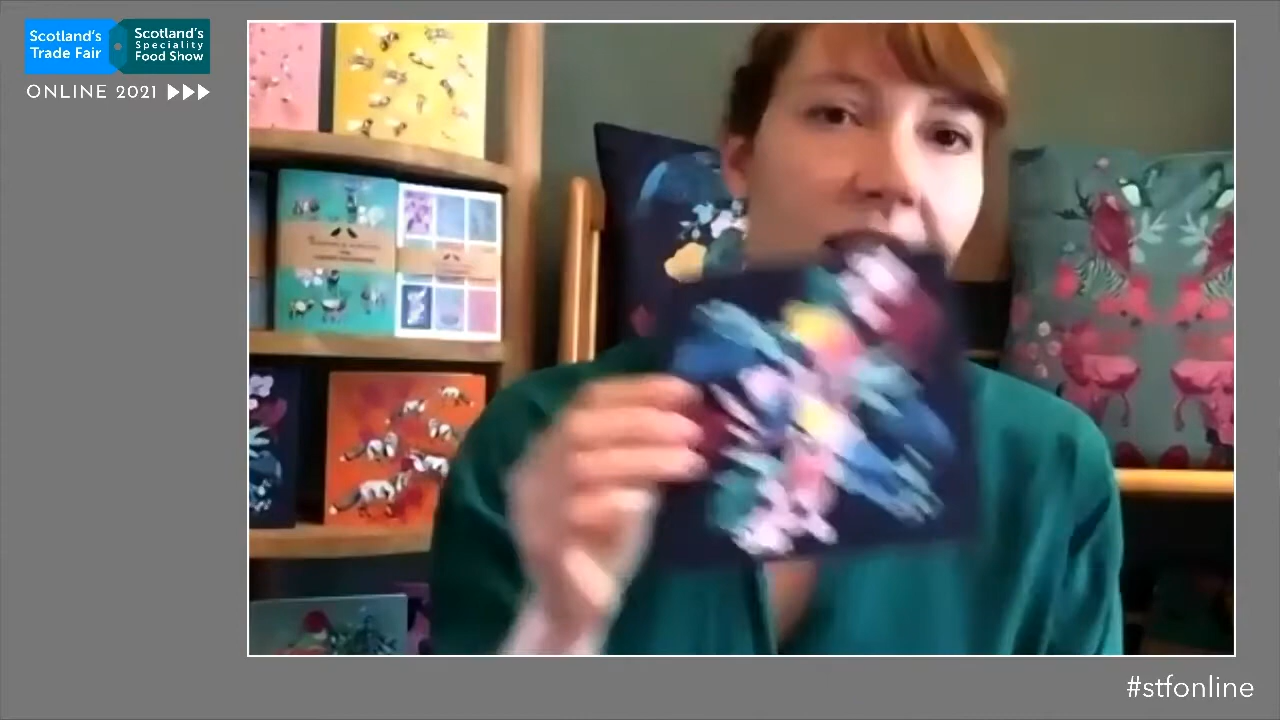 Scotland's
Trade Fair
Scotland's
Speciality
Food Show
ONLINE 2021
#stfonline